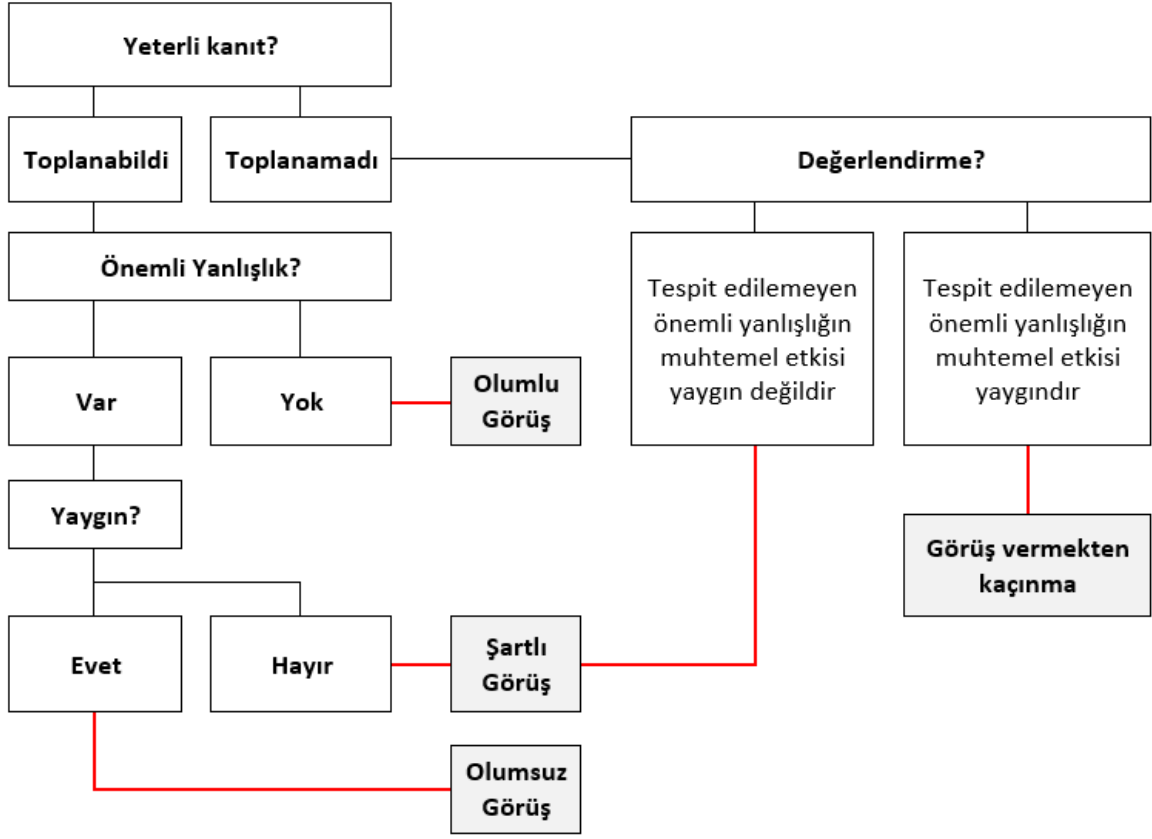 Yeterli kanıt?
Toplanabildi
Toplanamadı
Değerlendirme?
Önemli Yanlışlık?
Tespit edilemeyen
önemli yanlışlığın
muhtemel etkisi
yaygın değildir
Tespit edilemeyen
önemli yanlışlığın
muhtemel etkisi
yaygındır
Var
Yok
Olumlu
Görüş
Yaygın?
Görüş vermekten
kaçınma
Evet
Hayır
Şartlı
Görüş
Olumsuz
Görüş